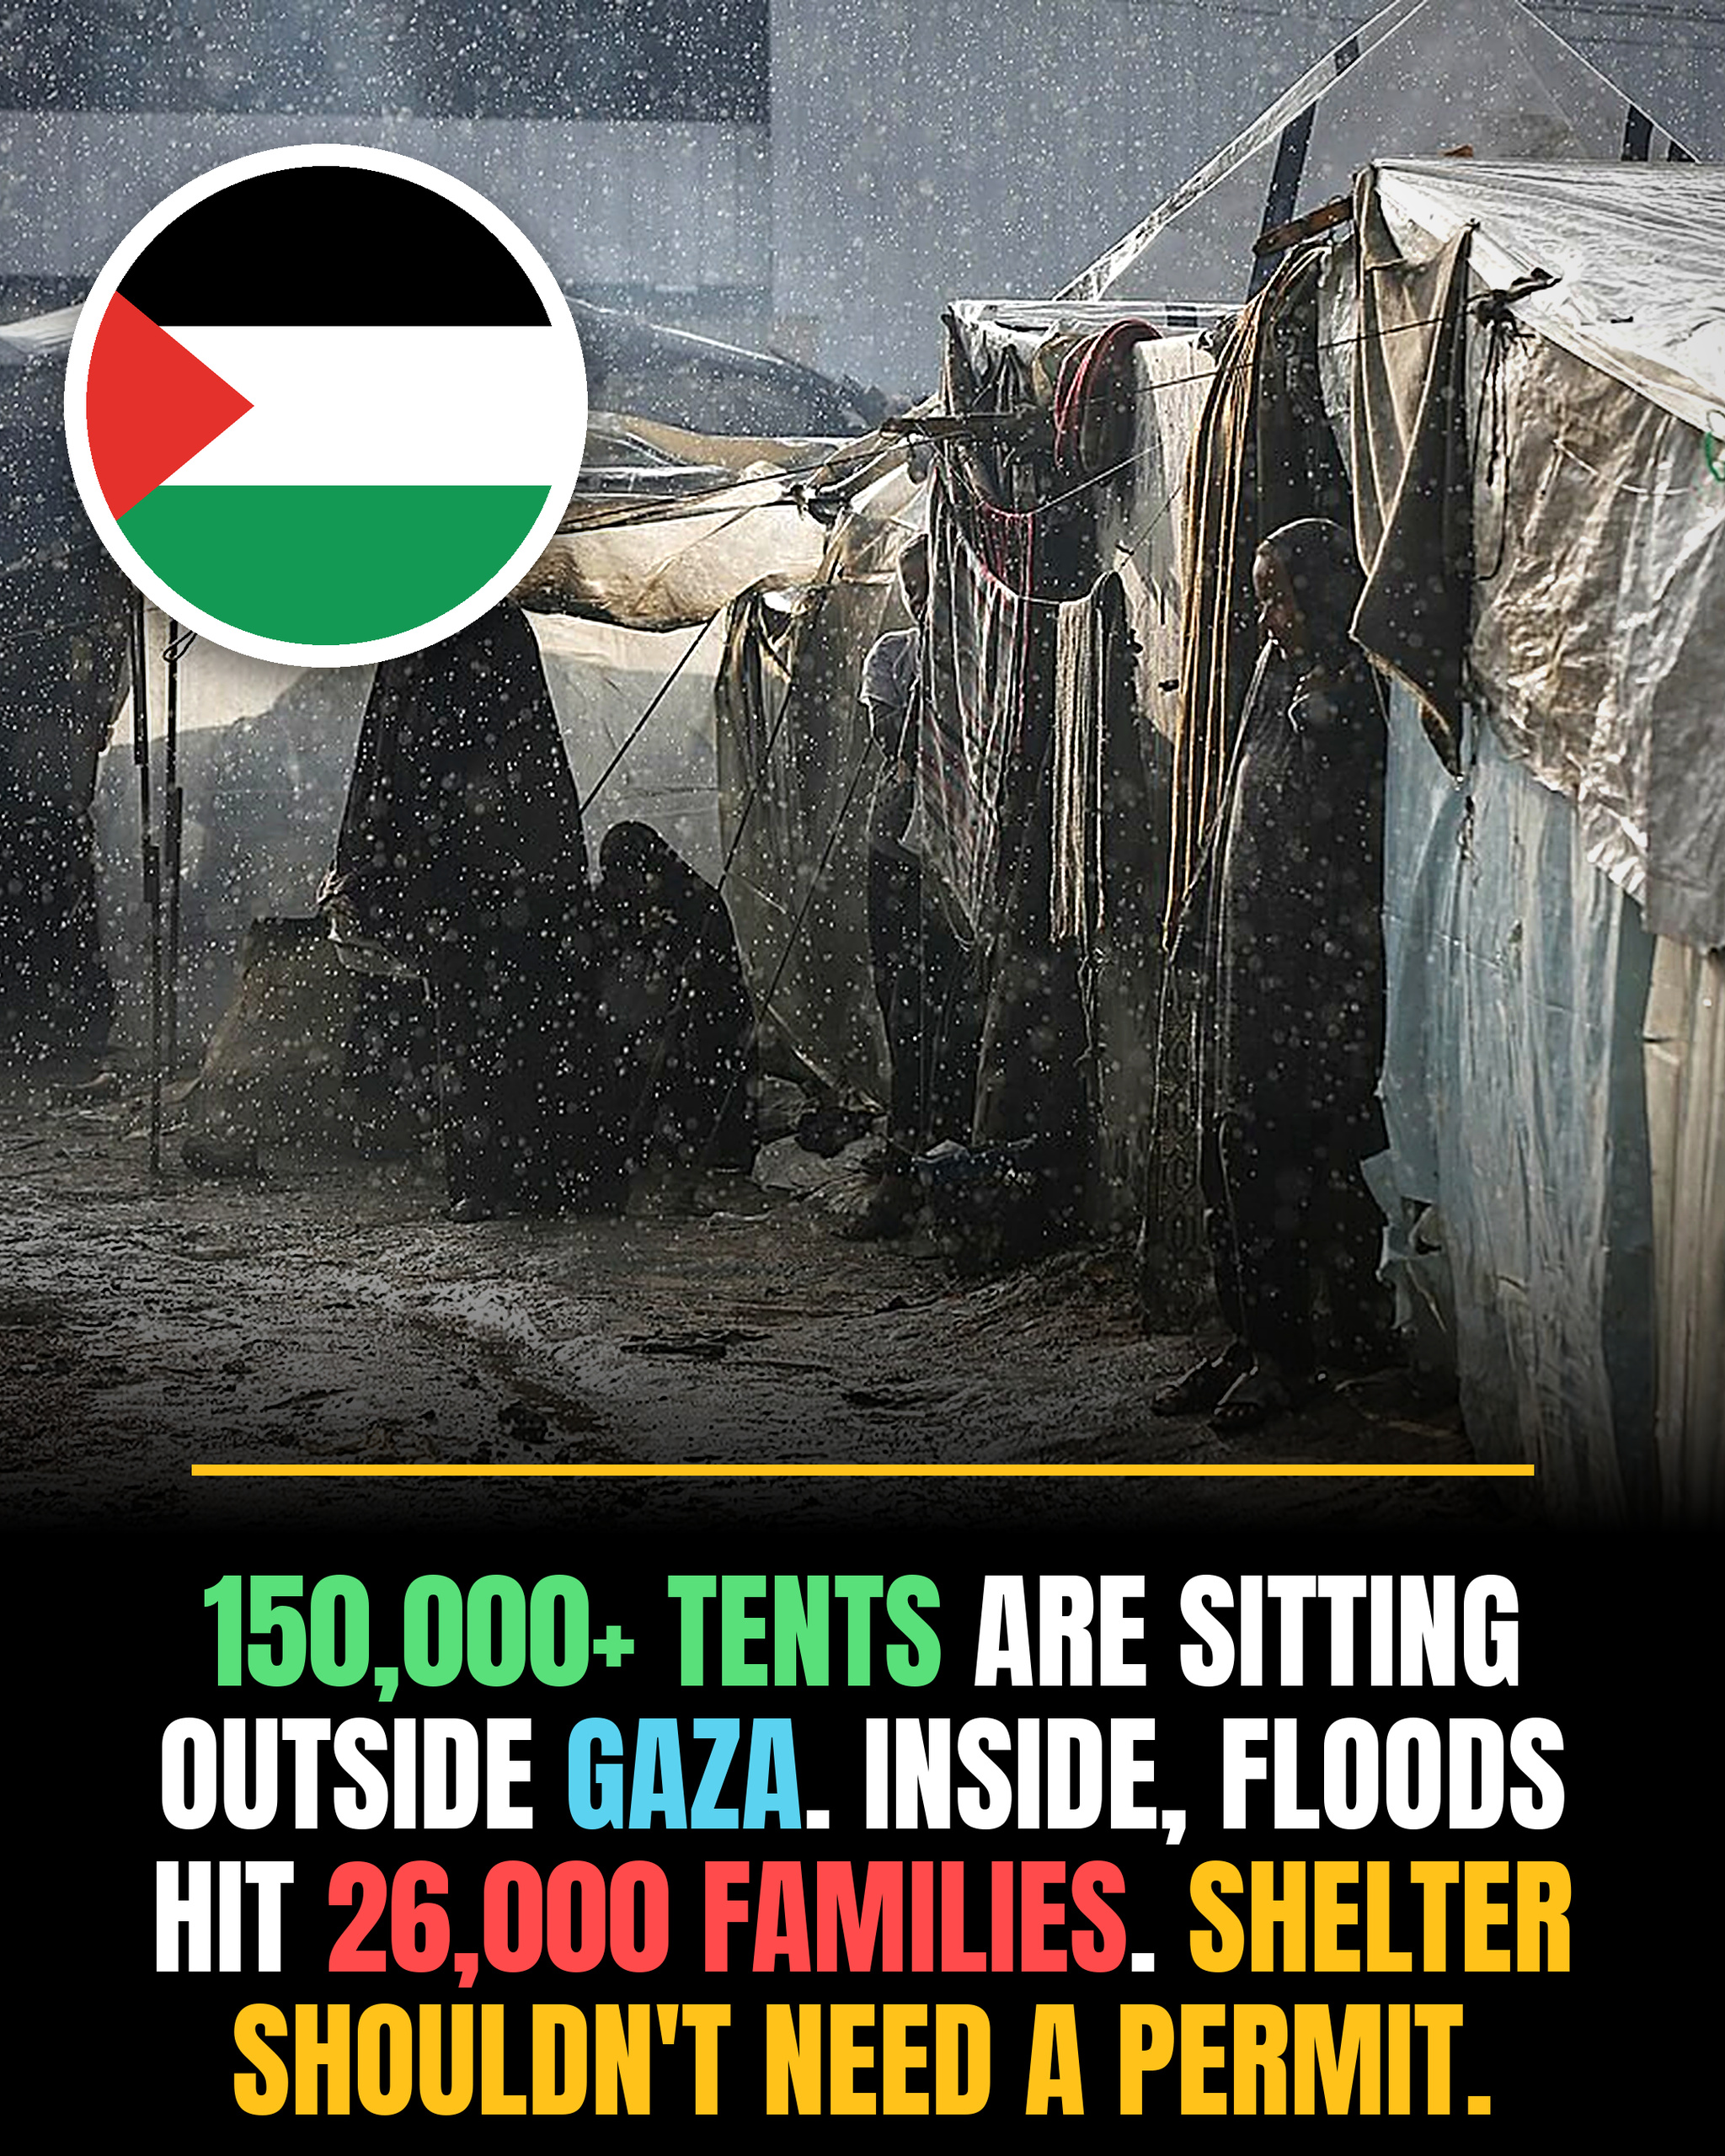 150,000+ TENTS ARE SITTING
OUTSIDE GAZA. INSIDE, FLOODS
HIT 26,000 FAMILIES. SHELTER
SHOULDN'T NEED A PERMIT.